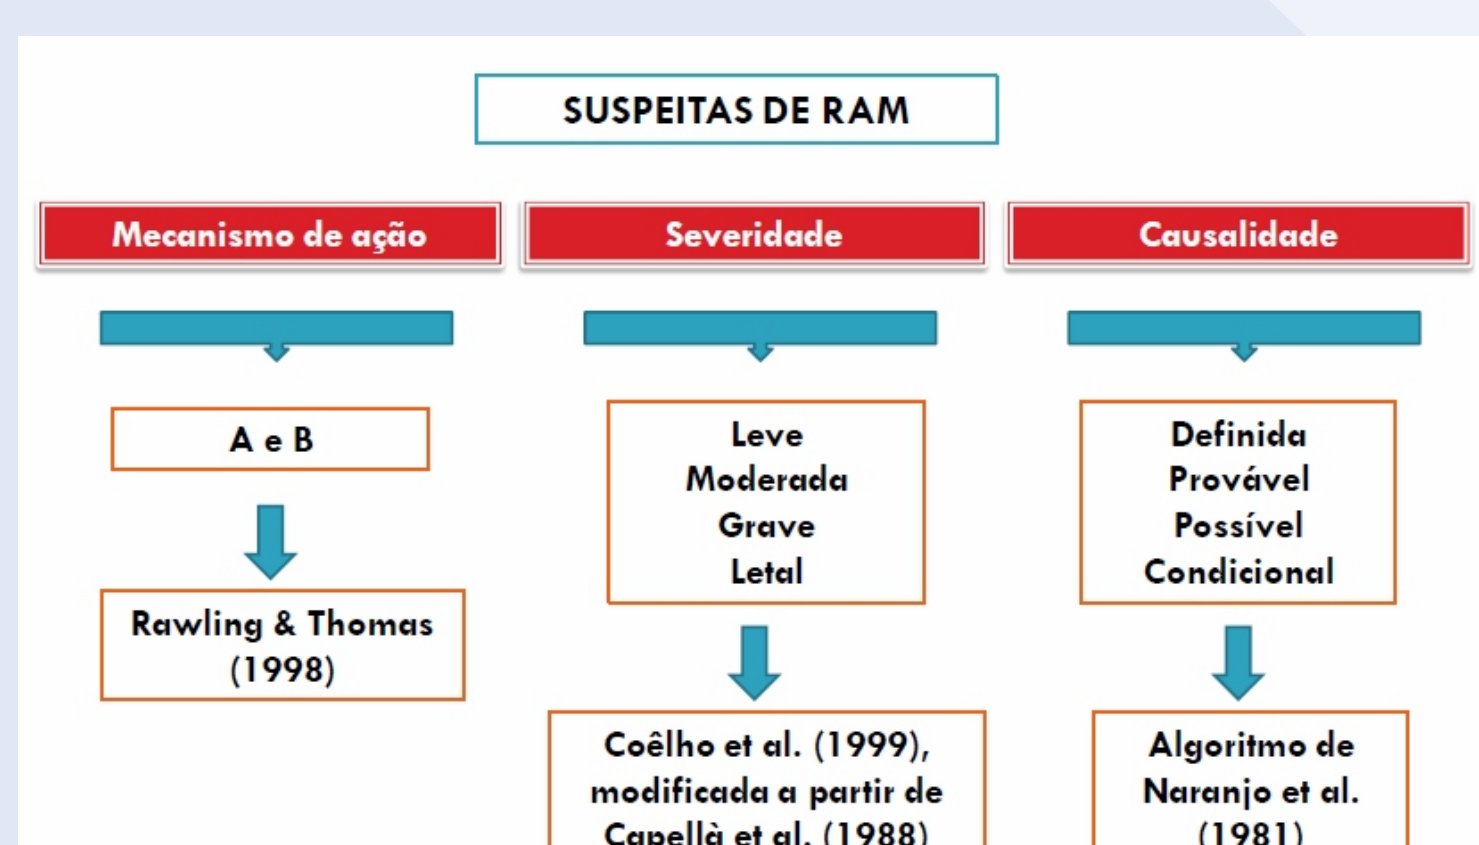 SUSPEITAS DE RAM
Mecanismo de ação
Severidade
Causalidade
A e B
Rawling & Thomas
(1998)
Leve
Moderada
Grave
Letal
Coêlho et al. (1999),
modificada a partir de
Capellà et al. (1988)
Definida
Provável
Possível
Condicional
Algoritmo de
Naranjo et al.
(1981)